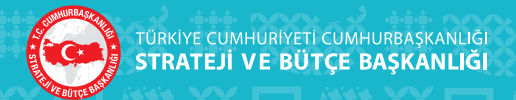 T.C. CUMHURBAŞKANLIĞI
STRATEJİ VE BÜTÇE BAŞKANLIĞI
TÜRKİYE CUMHURİYETİ CUMHURBAŞKANLIĞI
STRATEJİ VE BÜTÇE BAŞKANLIĞI